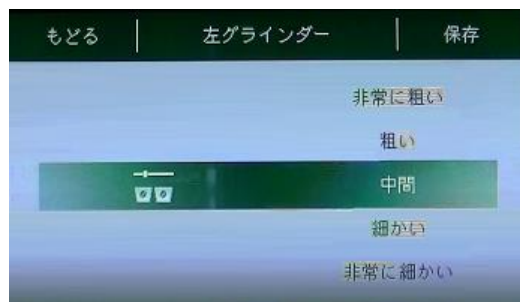 もどる 左グラインダー 保存
非常に粗い
粗い
中間
細かい
非常に細かい